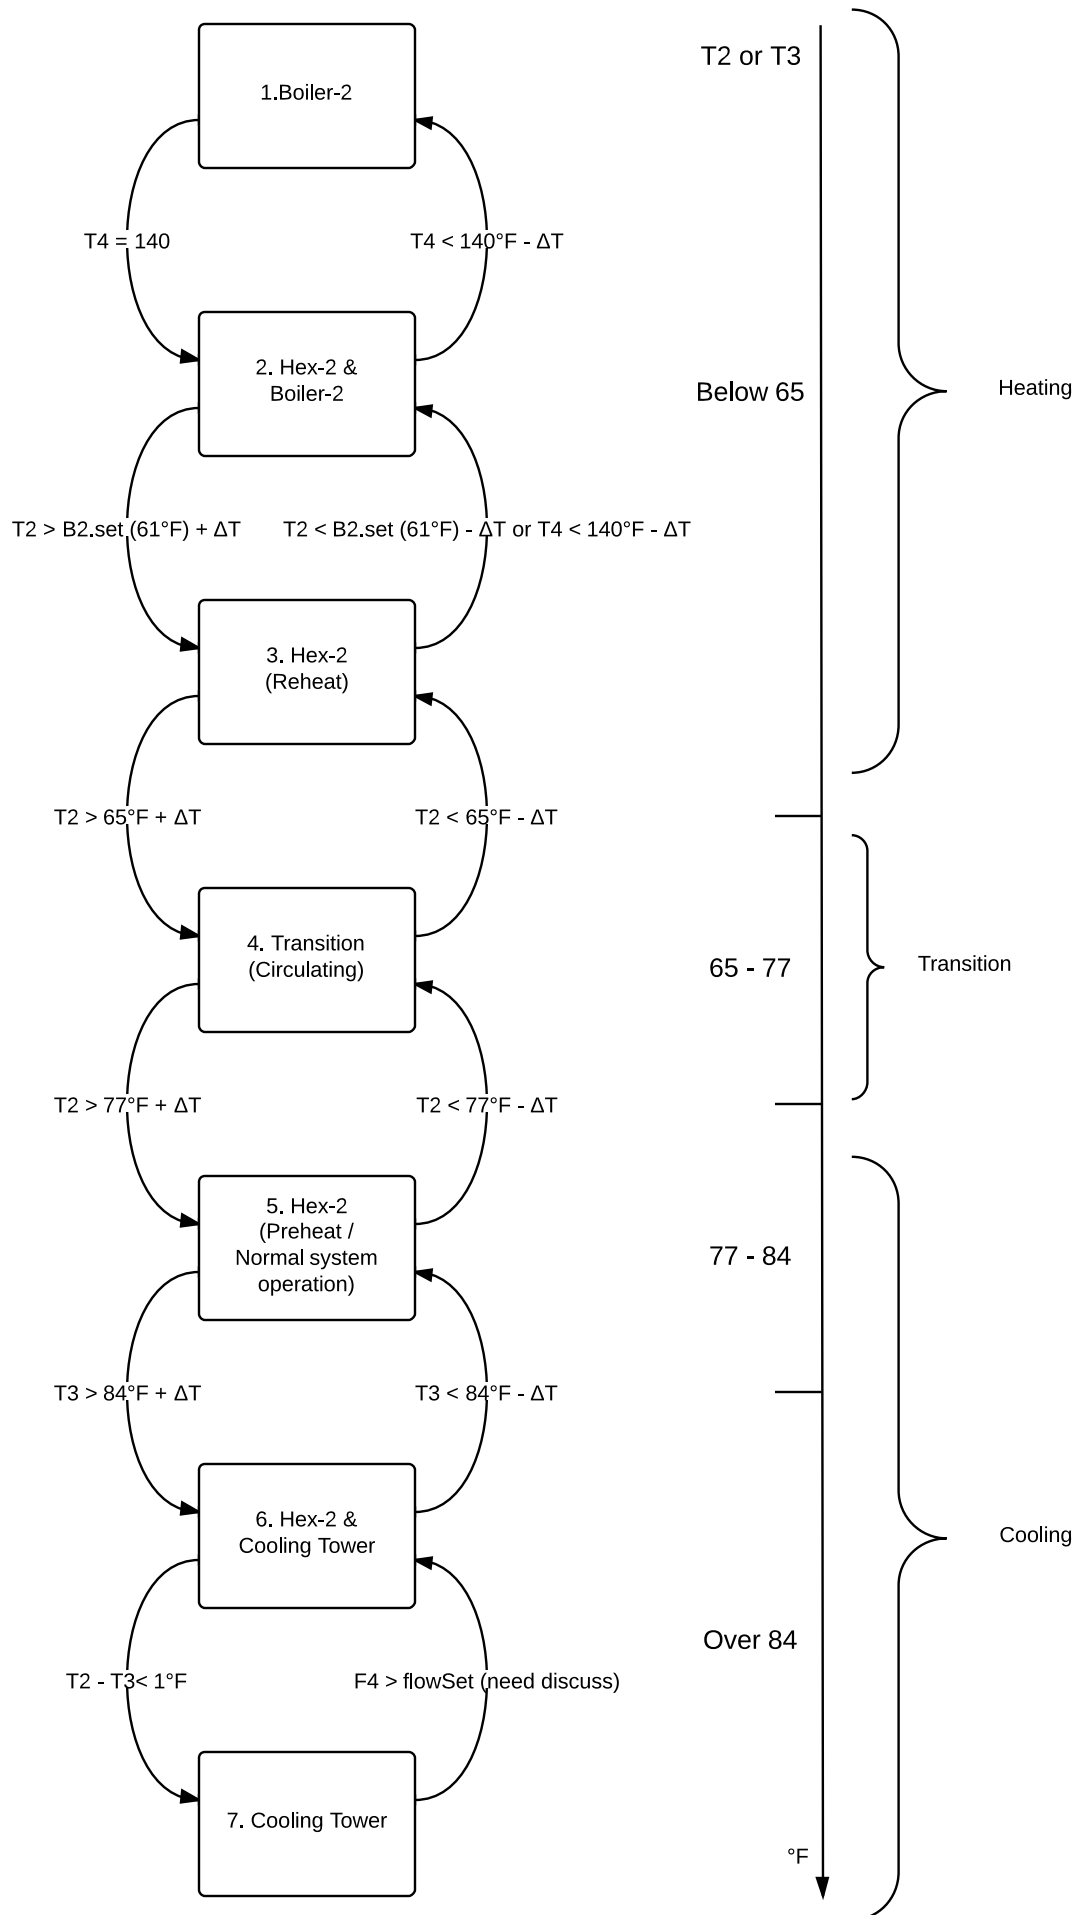 1.Boiler-2
T2 or T3
T4 = 140
T4 < 140°F - ΔT
2. Hex-2 &
Boiler-2
Below 65
Heating
T2 > B2.set (61°F) + ΔT
T2 < B2.set (61°F) - ΔT or T4 < 140°F - ΔT
3. Hex-2
(Reheat)
T2 > 65°F + ΔT
T2 < 65°F - ΔT
4. Transition
(Circulating)
65 - 77
Transition
T2 > 77°F + ΔT
T2 < 77°F - ΔT
5. Hex-2
(Preheat /
Normal system
operation)
77 - 84
T3 > 84°F + ΔT
T3 < 84°F - ΔT
6. Hex-2 &
Cooling Tower
Cooling
Over 84
T2 - T3< 1°F
F4 > flowSet (need discuss)
7. Cooling Tower
°F